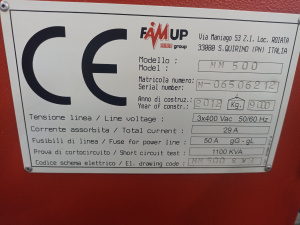 CE
FAMUP
group
Via Maniago 53 Z.I. Loc. ROIATA
33080 S.QUIRINO (PN) ITALIA
Modello:
Model:
MM 500
Matricola numero:
Serial number:
Anno di costruz.:
Year of constr.:
2012 Kg.
Tensione linea / Line voltage : 3x400 Vac 50/60 Hz
Corrente assorbita / Total current : 29 A
Fusibili di linea / Fuse for power line : 50 A gG - gL
Prova di cortocircuito / Short circuit test : 1100 KVA
Codice schema elettrico / El. drawing code :